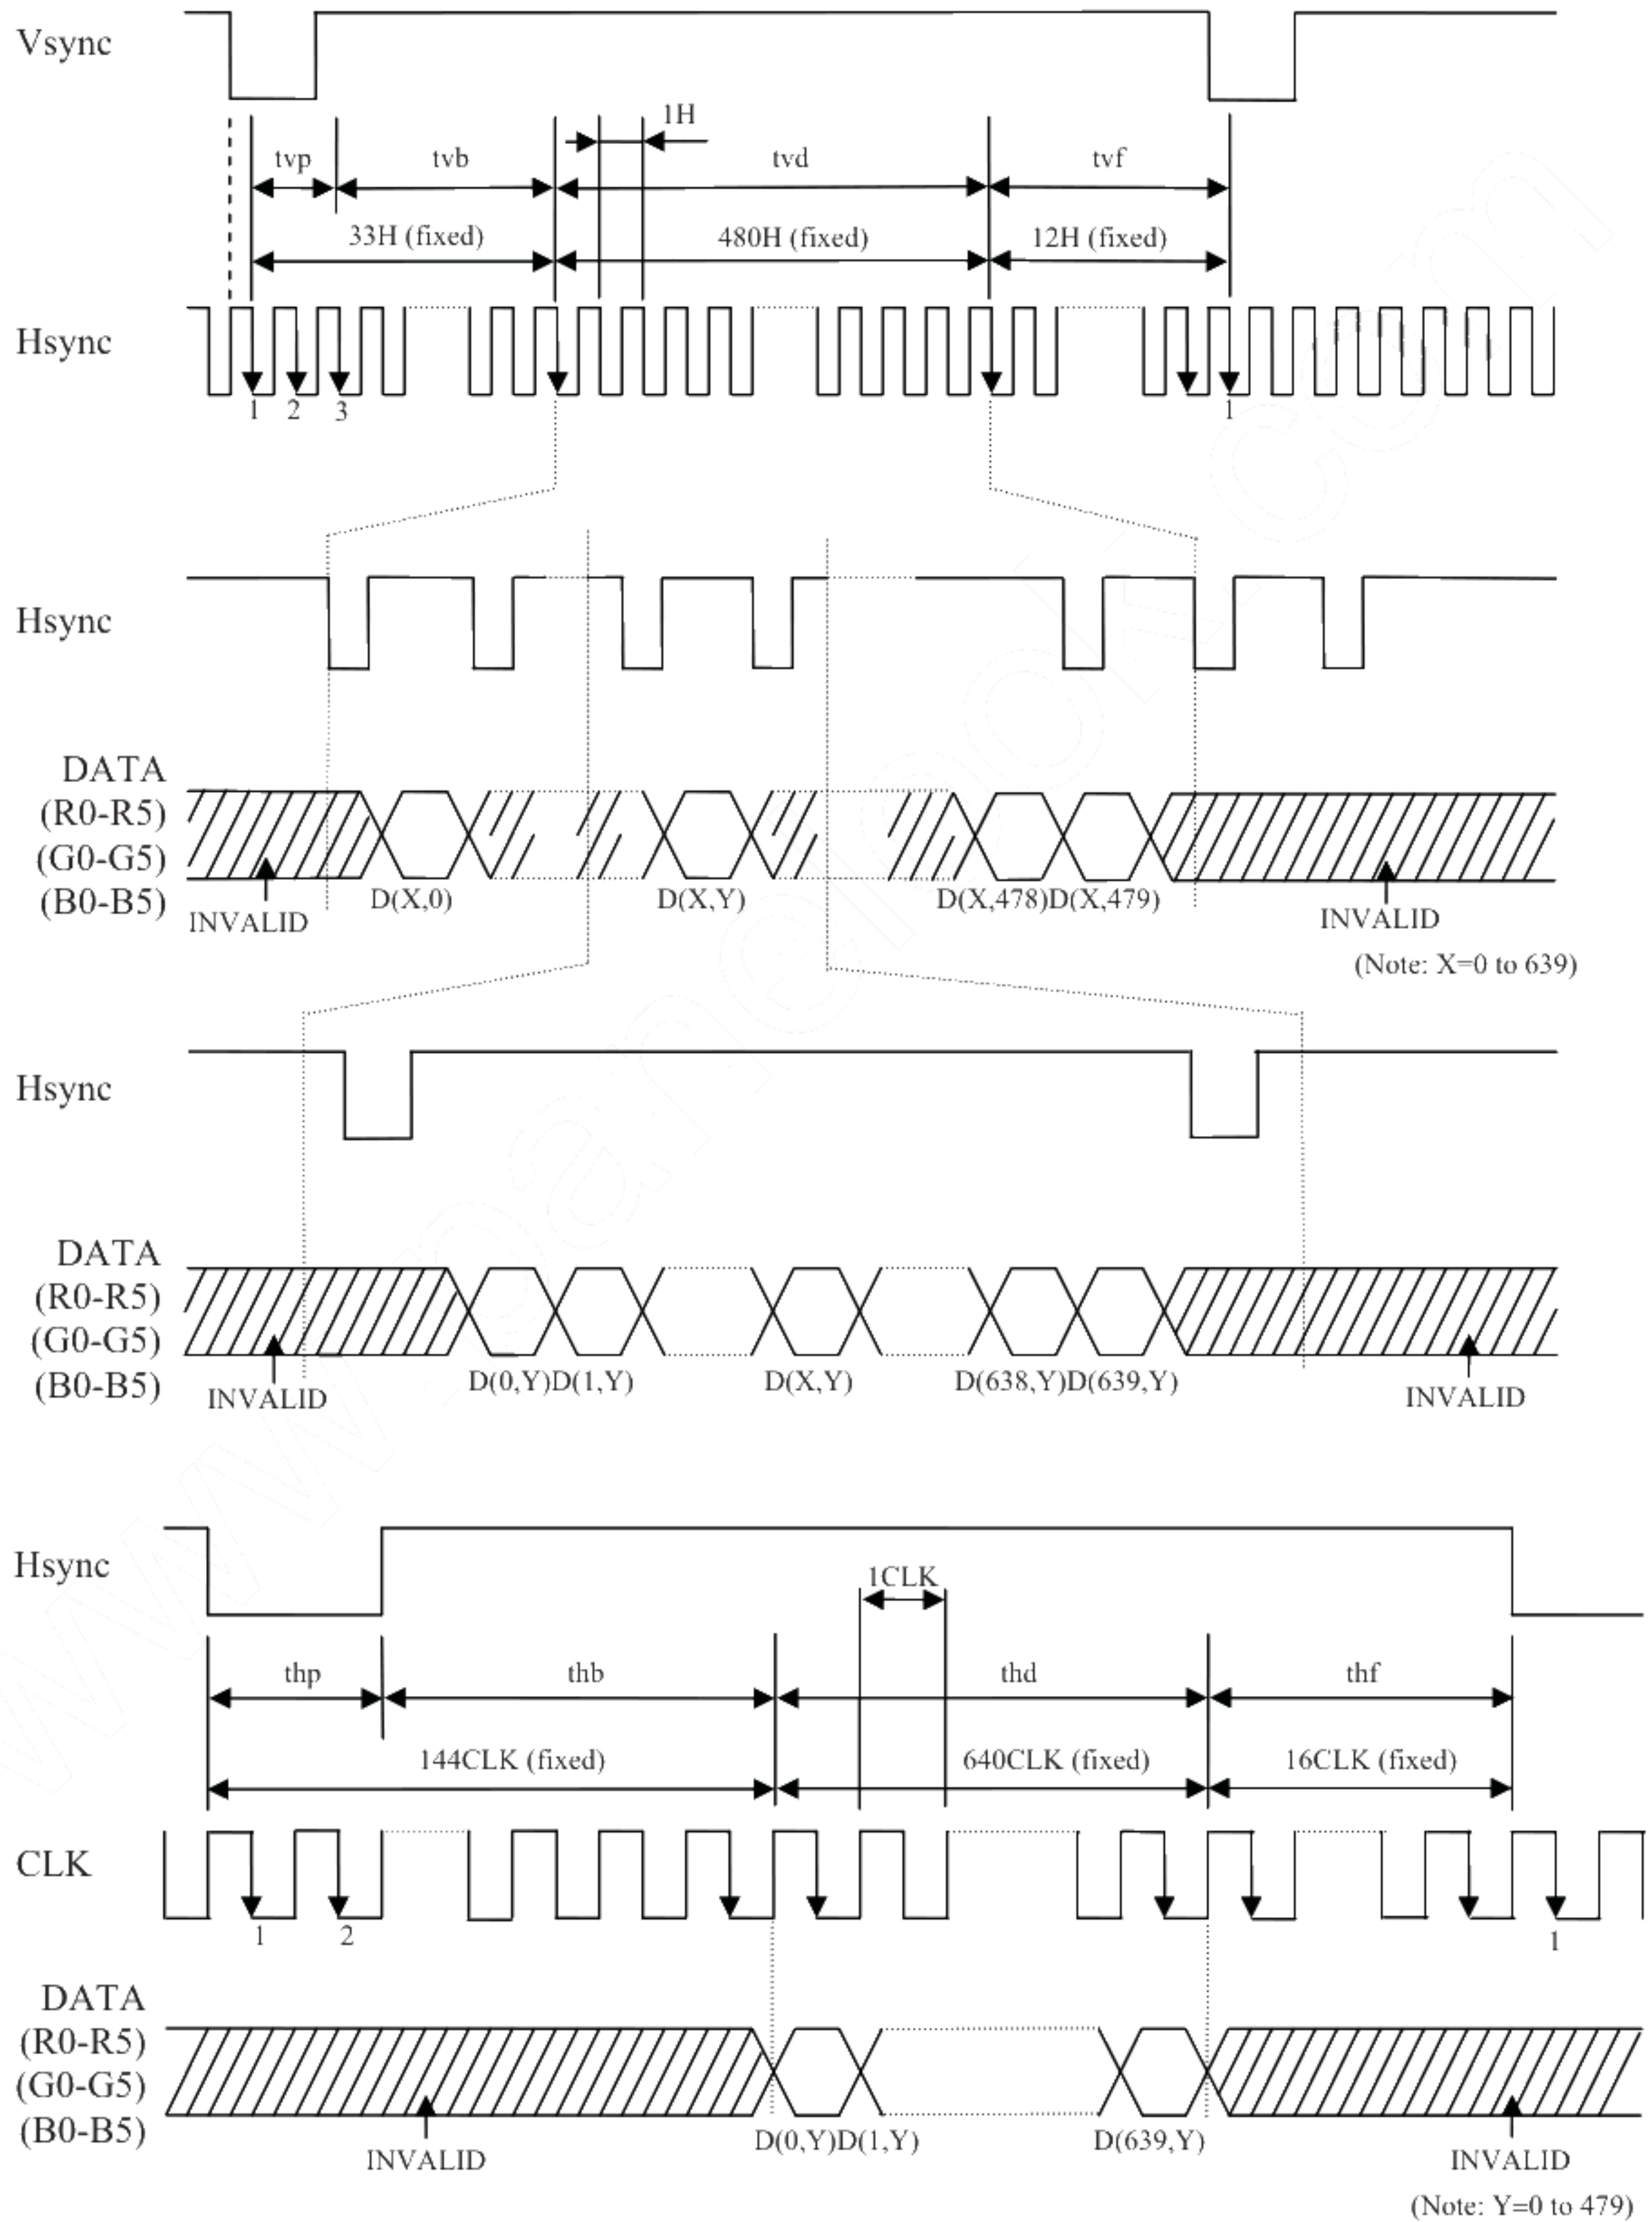 Vsync
1H
tvp tvb tvd tvf
33H (fixed) 480H (fixed) 12H (fixed)
Hsync
1 2 3 1
Hsync
DATA
(R0-R5)
(G0-G5)
(B0-B5)
D(X,0) D(X,Y) D(X,478)D(X,479)
INVALID INVALID
(Note: X=0 to 639)
Hsync
DATA
(R0-R5)
(G0-G5)
(B0-B5)
D(0,Y)D(1,Y) D(X,Y) D(638,Y)D(639,Y)
INVALID INVALID
Hsync
1CLK
thp thb thd thf
144CLK (fixed) 640CLK (fixed) 16CLK (fixed)
CLK
1 2 1
DATA
(R0-R5)
(G0-G5)
(B0-B5)
D(0,Y)D(1,Y) D(639,Y)
INVALID INVALID
(Note: Y=0 to 479)